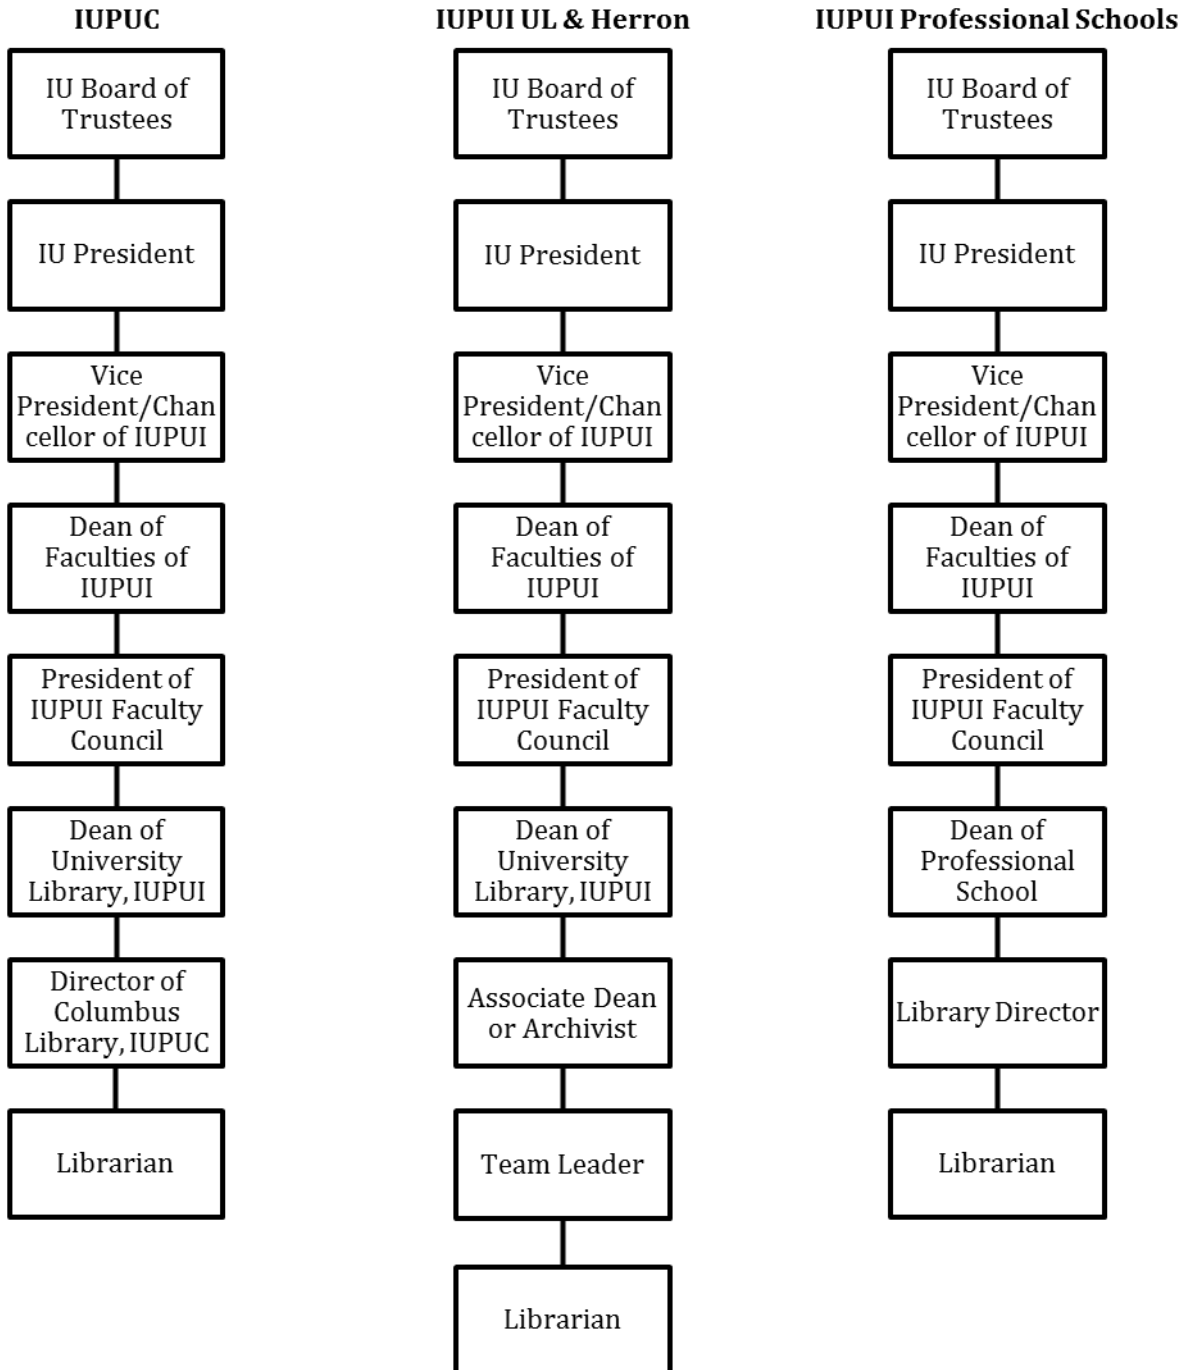 IUPUC
IU Board of
Trustees
IU President
Vice
President/Chan
cellor of IUPUI
Dean of
Faculties of
IUPUI
President of
IUPUI Faculty
Council
Dean of
University
Library, IUPUI
Director of
Columbus
Library, IUPUC
Librarian
IUPUI UL & Herron
IU Board of
Trustees
IU President
Vice
President/Chan
cellor of IUPUI
Dean of
Faculties of
IUPUI
President of
IUPUI Faculty
Council
Dean of
University
Library, IUPUI
Associate Dean
or Archivist
Team Leader
Librarian
IUPUI Professional Schools
IU Board of
Trustees
IU President
Vice
President/Chan
cellor of IUPUI
Dean of
Faculties of
IUPUI
President of
IUPUI Faculty
Council
Dean of
Professional
School
Library Director
Librarian